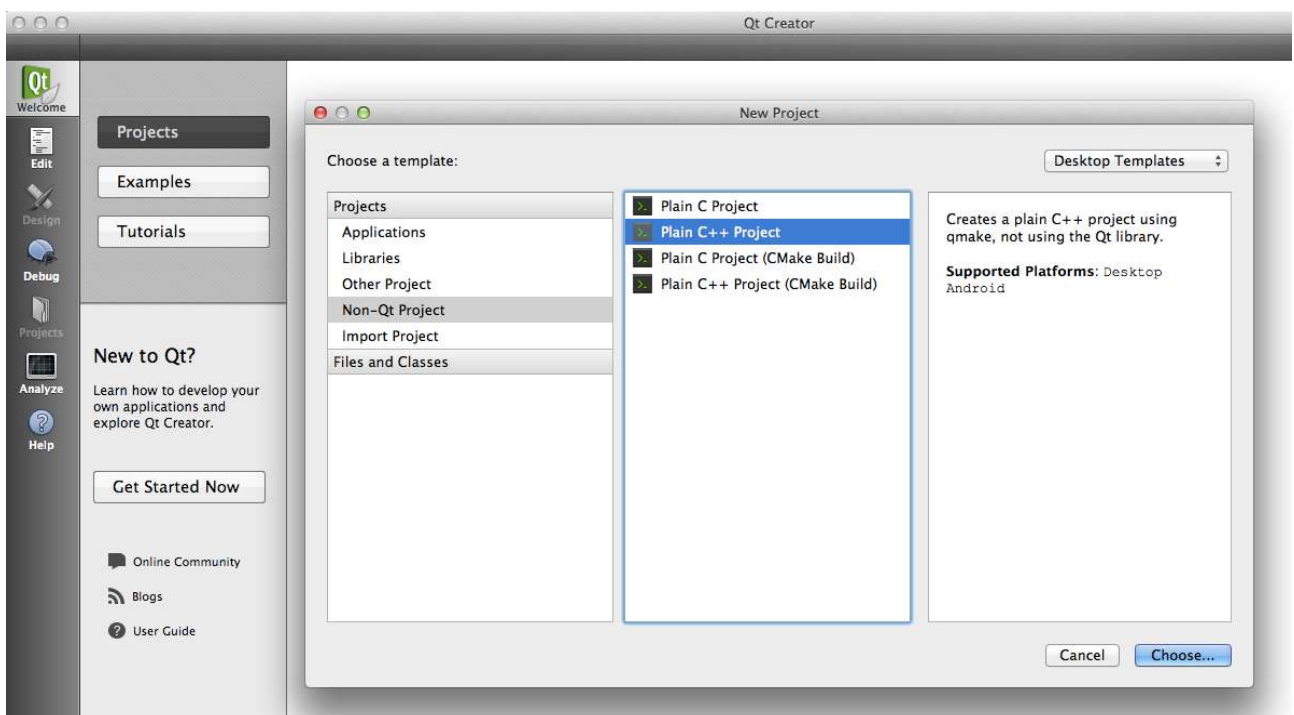 Qt Creator
Qt
Welcome
Edit
Design
Debug
Projects
Analyze
Help
Projects
Examples
Tutorials
New to Qt?
Learn how to develop your
own applications and
explore Qt Creator.
Get Started Now
Online Community
Blogs
User Guide
New Project
Choose a template:
Desktop Templates
Projects
Applications
Libraries
Other Project
Non-Qt Project
Import Project
Files and Classes
Plain C Project
Plain C++ Project
Plain C Project (CMake Build)
Plain C++ Project (CMake Build)
Creates a plain C++ project using
qmake, not using the Qt library.
Supported Platforms: Desktop
Android
Cancel
Choose...